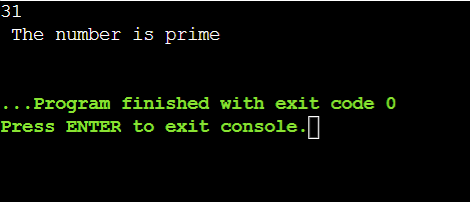 31
The number is prime
...Program finished with exit code 0
Press ENTER to exit console.